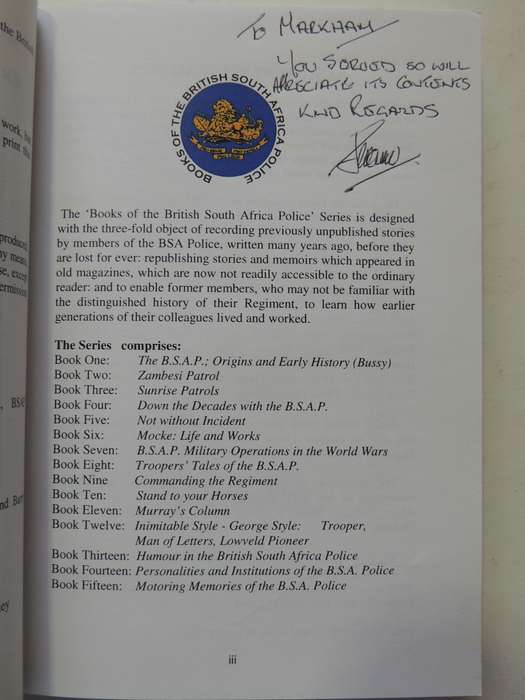 To MARKHAM
YOU SERVED SO WILL
APPRECIATE ITS CONTENTS
KIND REGARDS
BOOKS OF THE BRITISH SOUTH AFRICA POLICE
The 'Books of the British South Africa Police' Series is designed
with the three-fold object of recording previously unpublished stories
by members of the BSA Police, written many years ago, before they
are lost for ever: republishing stories and memoirs which appeared in
old magazines, which are now not readily accessible to the ordinary
reader: and to enable former members, who may not be familiar with
the distinguished history of their Regiment, to learn how earlier
generations of their colleagues lived and worked.
The Series comprises:
Book One: The B.S.A.P.; Origins and Early History (Bussy)
Book Two: Zambesi Patrol
Book Three: Sunrise Patrols
Book Four: Down the Decades with the B.S.A.P.
Book Five: Not without Incident
Book Six: Mocke: Life and Works
Book Seven: B.S.A.P. Military Operations in the World Wars
Book Eight: Troopers' Tales of the B.S.A.P.
Book Nine Commanding the Regiment
Book Ten: Stand to your Horses
Book Eleven: Murray's Column
Book Twelve: Inimitable Style - George Style: Trooper,
Man of Letters, Lowveld Pioneer
Book Thirteen: Humour in the British South Africa Police
Book Fourteen: Personalities and Institutions of the B.S.A. Police
Book Fifteen: Motoring Memories of the B.S.A. Police
iii